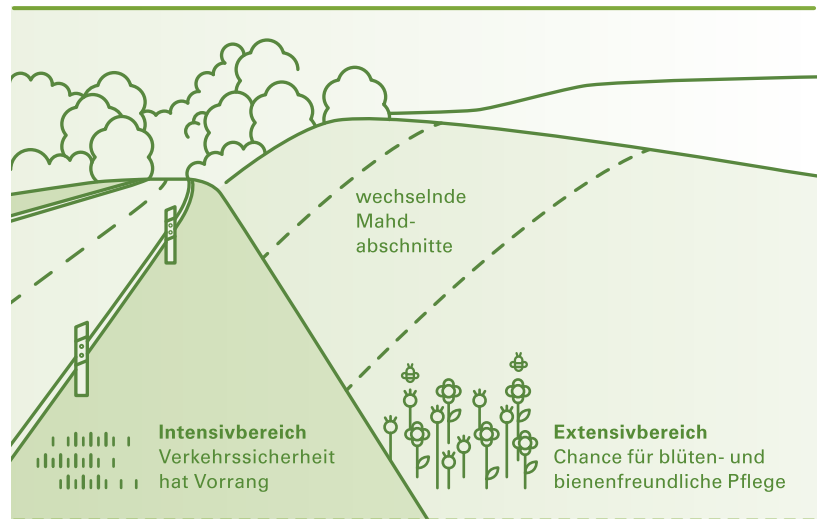 wechselnde
Mahd-
abschnitte
Intensivbereich
Verkehrssicherheit
hat Vorrang
Extensivbereich
Chance für blüten- und
bienenfreundliche Pflege